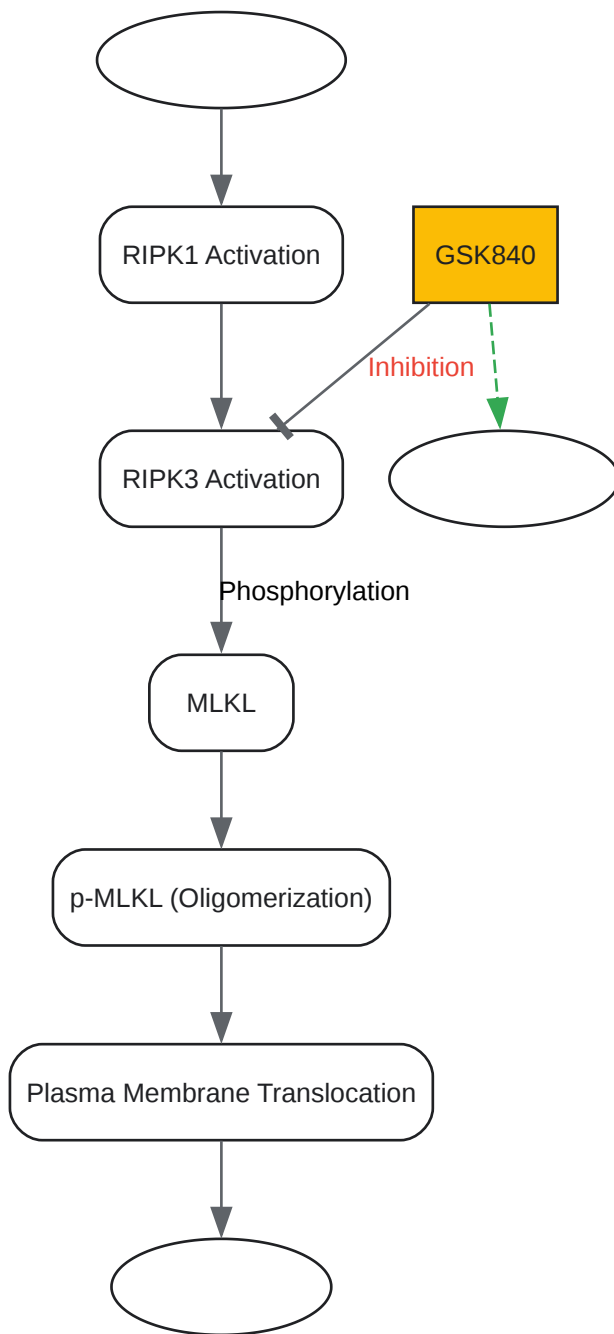 RIPK1 Activation
GSK840
Inhibition
RIPK3 Activation
Phosphorylation
MLKL
p-MLKL (Oligomerization)
Plasma Membrane Translocation